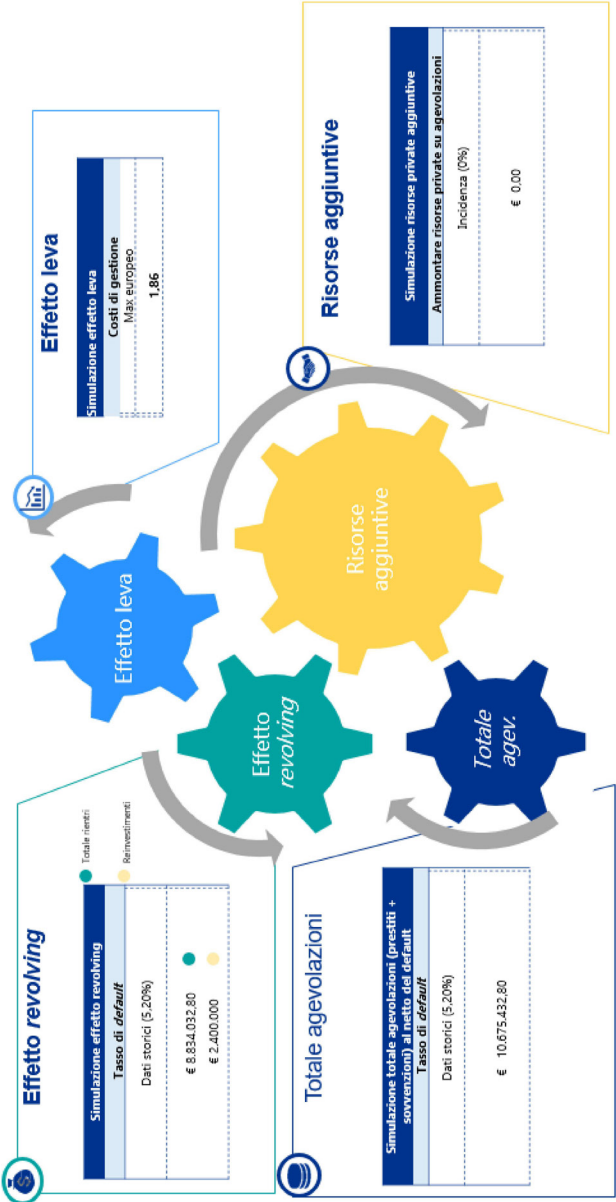 Effetto revolving
Simulazione effetto revolving
Tasso di default
Dati storici (5,20%)
€ 8.834.032,80
€ 2.400.000
Totale rientri
Reinvestimenti
Effetto leva
Simulazione effetto leva
Costi di gestione
Max europeo
1,86
Effetto leva
Effetto
revolving
Risorse
aggiuntive
Totale
agev.
Totale agevolazioni
Simulazione totale agevolazioni (prestiti +
sovvenzioni) al netto del default
Tasso di default
Dati storici (5,20%)
€ 10.675.432,80
Risorse aggiuntive
Simulazione risorse private aggiuntive
Ammontare risorse private su agevolazioni
Incidenza (0%)
€ 0,00